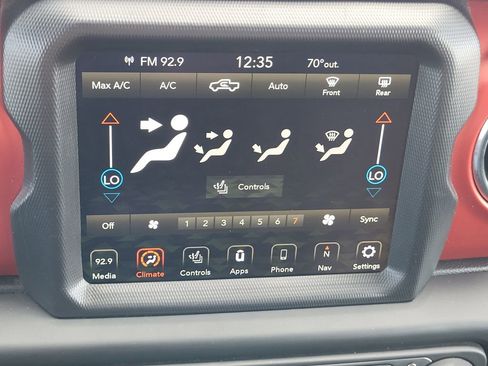 FM 92.9 12:35 70°out.
Max A/C A/C Auto Front Rear
LO LO
Controls
Off 1 2 3 4 5 6 7 Sync
92.9 N
Media Climate Controls Apps Phone Nav Settings